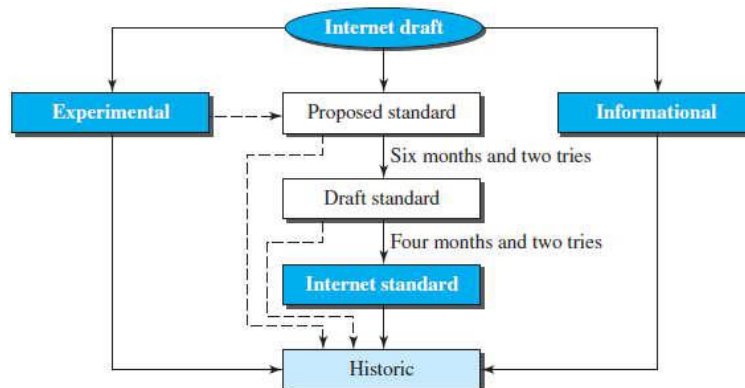 Internet draft
Experimental
Proposed standard
Informational
Six months and two tries
Draft standard
Four months and two tries
Internet standard
Historic